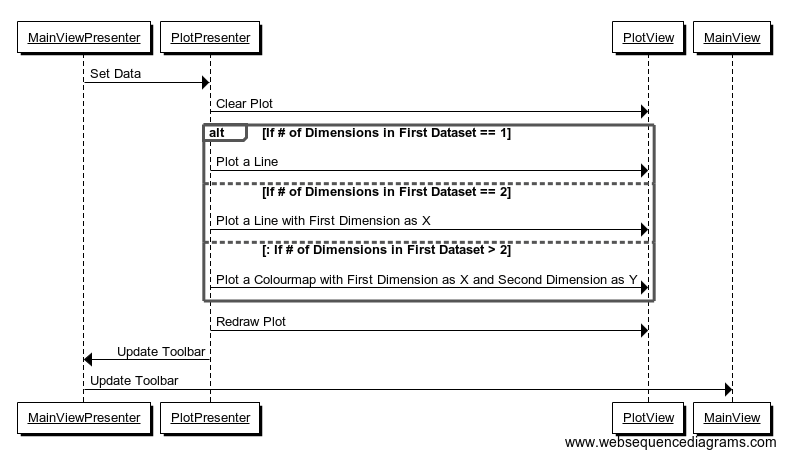 MainViewPresenter PlotPresenter PlotView MainView
Set Data
Clear Plot
alt [If # of Dimensions in First Dataset == 1]
Plot a Line
[If # of Dimensions in First Dataset == 2]
Plot a Line with First Dimension as X
[: If # of Dimensions in First Dataset > 2]
Plot a Colourmap with First Dimension as X and Second Dimension as Y
Redraw Plot
Update Toolbar
Update Toolbar
MainViewPresenter PlotPresenter PlotView MainView
www.websequencediagrams.com